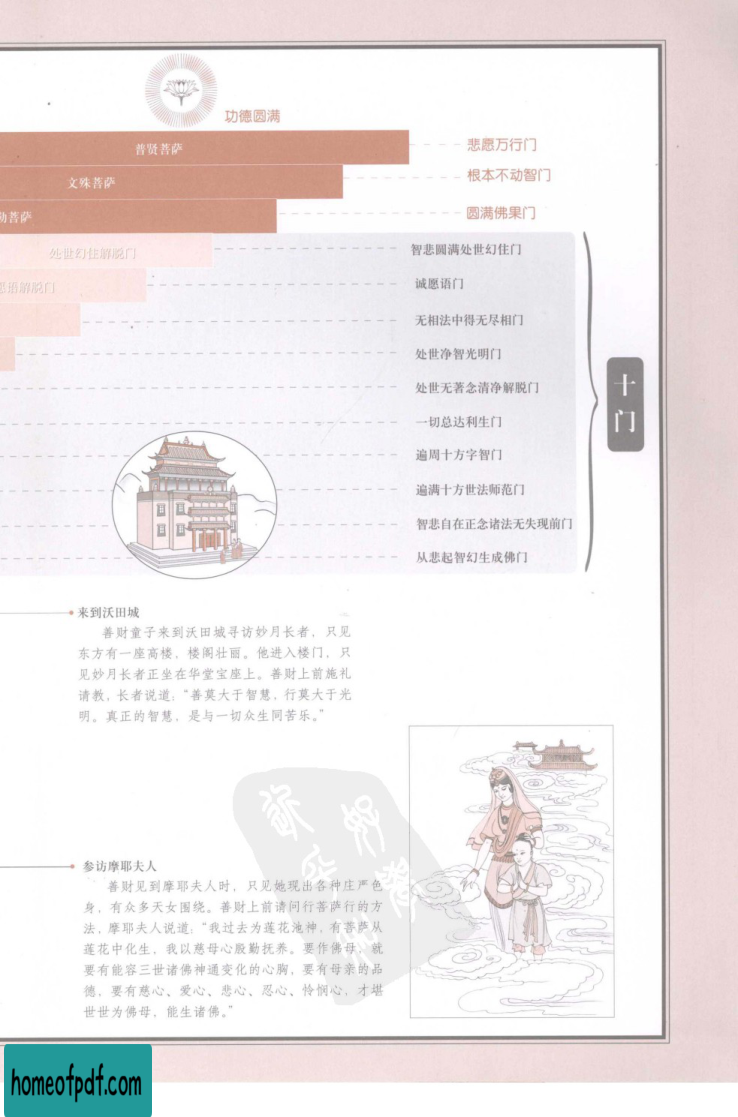 功德圆满
普贤菩萨
悲愿万行门
文殊菩萨
根本不动智门
勒菩萨
圆满佛果门
处世幻住解脱门
智悲圆满处世幻住门
愿语解脱门
诚愿语门
无相法中得无尽相门
处世净智光明门
处世无著念清净解脱门
一切总达利生门
遍周十方字智门
遍满十方世法师范门
智悲自在正念诸法无失现前门
从悲起智幻生成佛门
十门
来到沃田城
善财童子来到沃田城寻访妙月长者，只见
东方有一座高楼，楼阁壮丽。他进入楼门，只
见妙月长者正坐在华堂宝座上。善财上前施礼
请教，长者说道：“善莫大于智慧，行莫大于光
明。真正的智慧，是与一切众生同苦乐。”
参访摩耶夫人
善财见到摩耶夫人时，只见她现出各种庄严色
身，有众多天女围绕。善财上前请问行菩萨行的方
法，摩耶夫人说道：“我过去为莲花池神，有菩萨从
莲花中化生，我以慈母心殷勤抚养。要作佛母，就
要有能容三世诸佛神通变化的心胸，要有母亲的品
德，要有慈心、爱心、悲心、忍心、怜悯心，才堪
世世为佛母，能生诸佛。”
homeofpdf.com